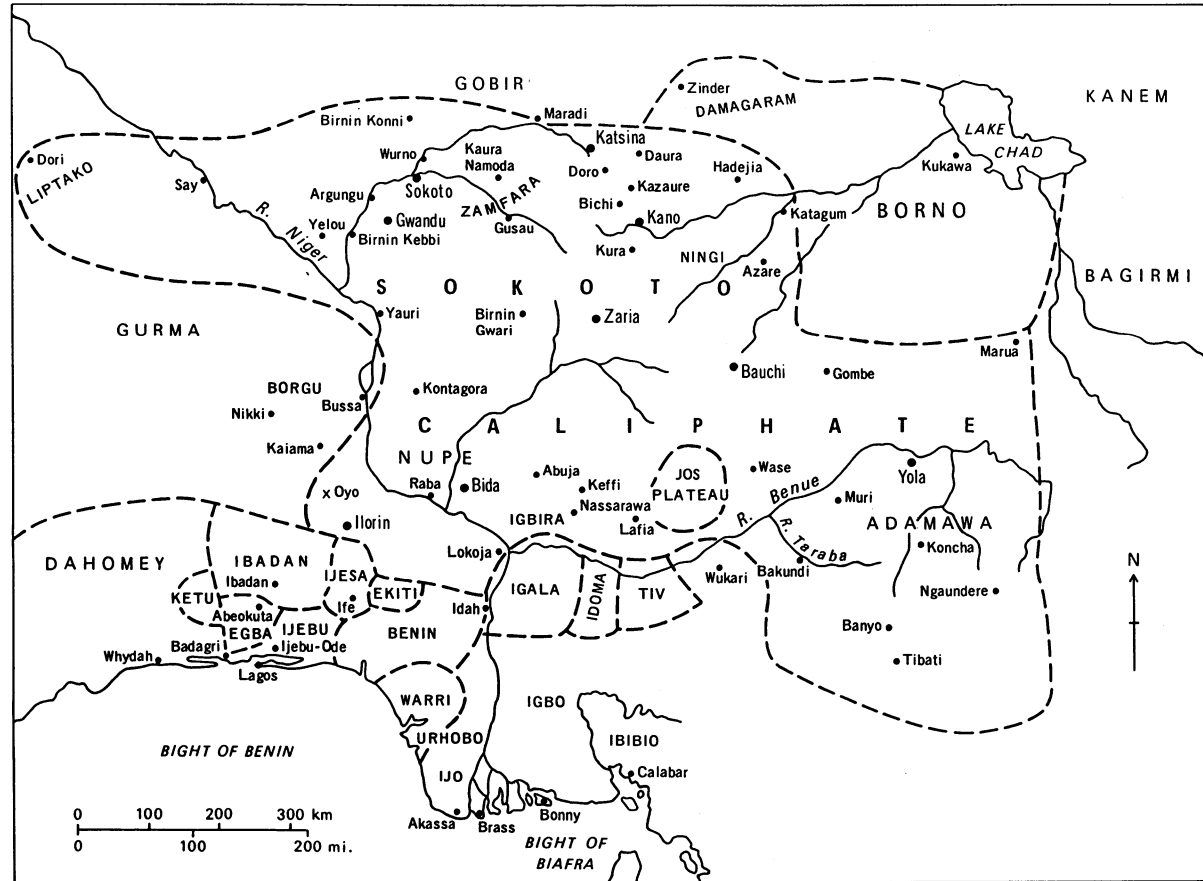 GOBIR
Zinder
DAMAGARAM
KANEM
Birnin Konni
Maradi
LAKE
CHAD
Katsina
Dori
LIPTAKO
Wurno
Kaura
Namoda
Daura
Kukawa
Say
Doro
Hadejia
Argungu
Sokoto
ZAMFARA
Kazaure
Bichi
Kano
Katagum
BORNO
R. Niger
Yelou
Gwandu
Birnin Kebbi
Gusau
Kura
NINGI
Azare
BAGIRMI
SOKOTO
GURMA
Yauri
Birnin
Gwari
Zaria
Marua
Bauchi
Gombe
BORGU
Bussa
Kontagora
Nikki
CALIPHATE
Kaiama
NUPE
Abuja
JOS
PLATEAU
Wase
Yola
x Oyo
Raba
Bida
Keffi
R. Benue
Nassarawa
Muri
Ilorin
IGBIRA
Lafia
ADAMAWA
DAHOMEY
IBADAN
Lokoja
R. Taraba
Koncha
Ibadan
IJESA
IGALA
IDOMA
TIV
Wukari
Bakundi
KETU
EKITI
Ngaundere
Abeokuta
Ife
Idah
EGBA
IJEBU
BENIN
Banyo
Badagri
Ijebu-Ode
Whydah
Lagos
Tibati
WARRI
IGBO
URHOBO
IBIBIO
BIGHT OF BENIN
IJO
Calabar
Akassa
Brass
Bonny
BIGHT OF
BIAFRA
N
0 100 200 300 km
0 100 200 mi.